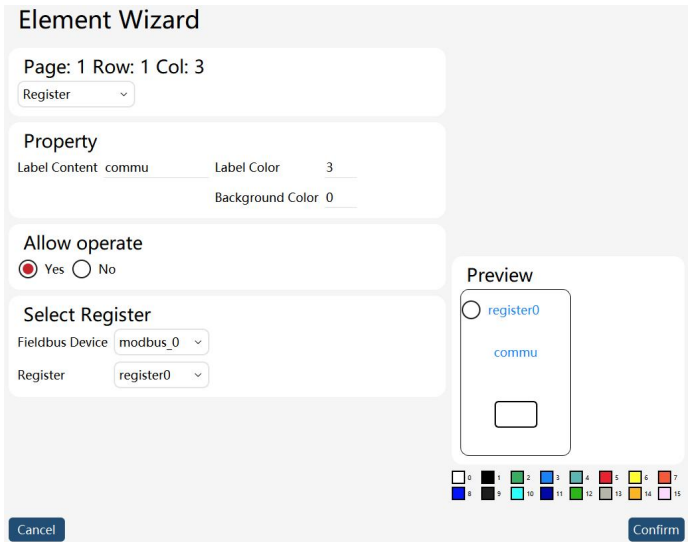 Element Wizard
Page: 1 Row: 1 Col: 3
Register
Property
Label Content commu Label Color 3
Background Color 0
Allow operate
Yes No
Select Register
Fieldbus Device modbus_0
Register register0
Preview
register0
commu
0 1 2 3 4 5 6 7
8 9 10 11 12 13 14 15
Cancel Confirm